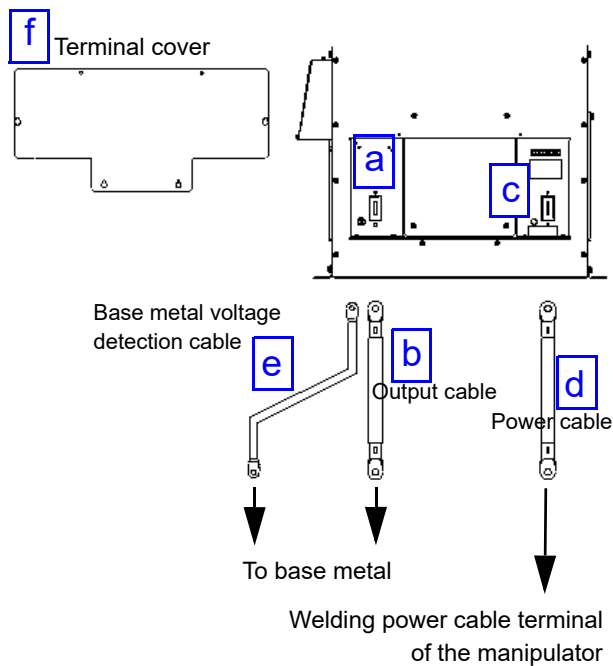 f
Terminal cover
a
c
Base metal voltage
detection cable
e
b
Output cable
d
Power cable
To base metal
Welding power cable terminal
of the manipulator